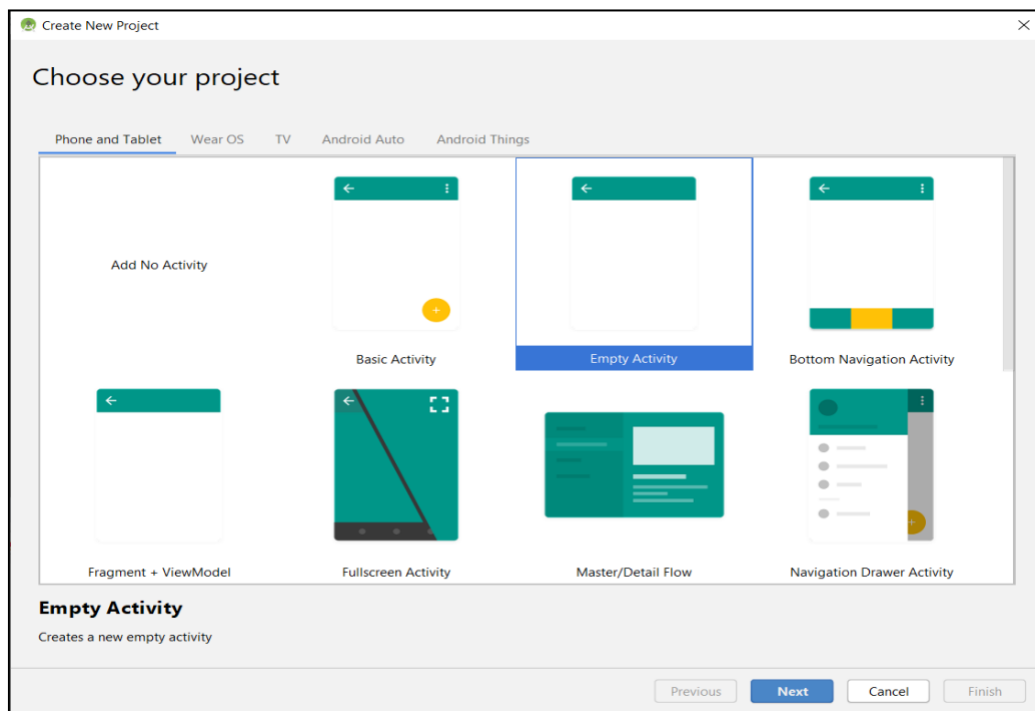 Create New Project
Choose your project
Phone and Tablet Wear OS TV Android Auto Android Things
Add No Activity
Basic Activity
Empty Activity
Bottom Navigation Activity
Fragment + ViewModel
Fullscreen Activity
Master/Detail Flow
Navigation Drawer Activity
Empty Activity
Creates a new empty activity
Previous Next Cancel Finish